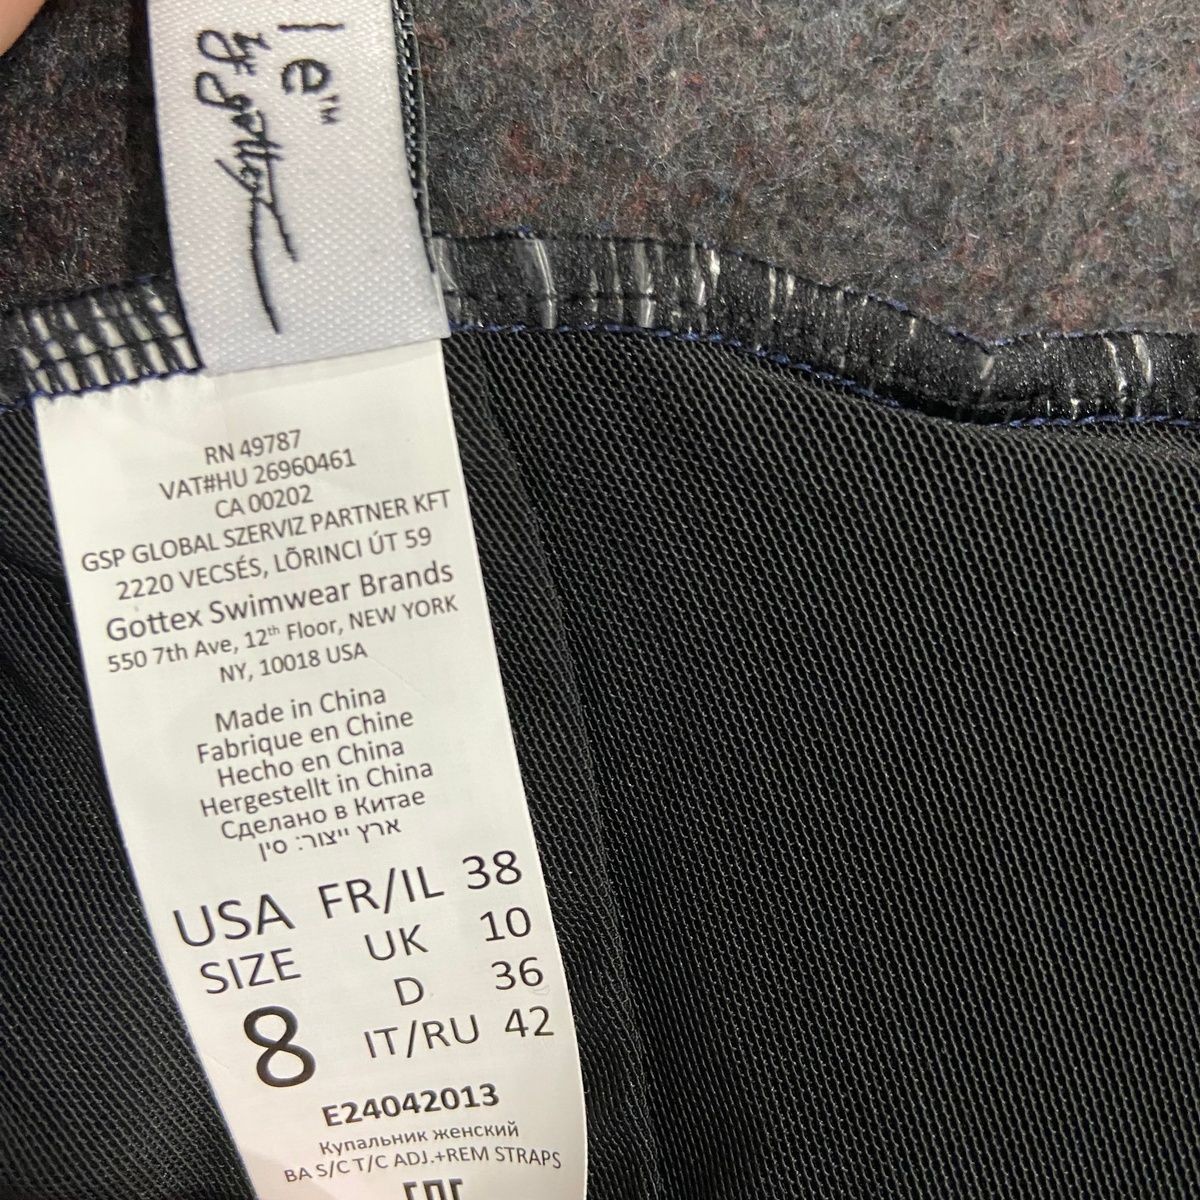 le™
by gottex
RN 49787
VAT#HU 26960461
CA 00202
GSP GLOBAL SZERVIZ PARTNER KFT
2220 VECSÉS, LÕRINCI ÚT 59
Gottex Swimwear Brands
550 7th Ave, 12th Floor, NEW YORK
NY, 10018 USA
Made in China
Fabrique en Chine
Hecho en China
Hergestellt in China
Сделано в Китае
ארץ ייצור: סין
USA SIZE 8
FR/IL 38
UK 10
D 36
IT/RU 42
E24042013
Купальник женский
BA S/C T/C ADJ.+REM STRAPS